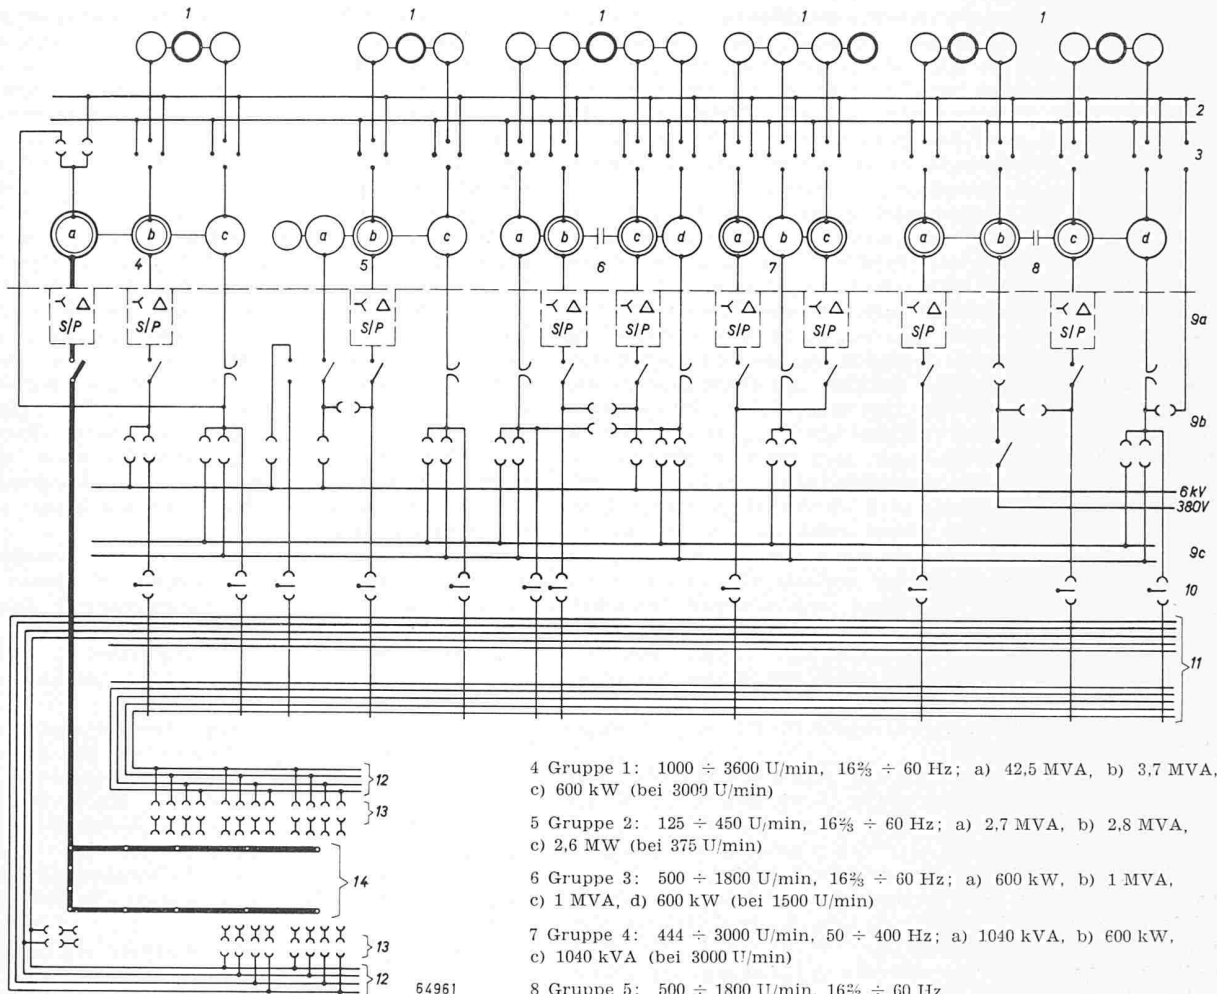 1 1 1 1 1
2
3
a b c a b c a b c d a b c a b c d
4 5 6 7 8
S/P S/P S/P S/P S/P S/P S/P S/P S/P
9a
9b
6kV
380V
9c
10
11
12
13
14
13
12
64961
4 Gruppe 1: 1000 ÷ 3600 U/min, 16⅔ ÷ 60 Hz; a) 42,5 MVA, b) 3,7 MVA,
c) 600 kW (bei 3000 U/min)
5 Gruppe 2: 125 ÷ 450 U/min, 16⅔ ÷ 60 Hz; a) 2,7 MVA, b) 2,8 MVA,
c) 2,6 MW (bei 375 U/min)
6 Gruppe 3: 500 ÷ 1800 U/min, 16⅔ ÷ 60 Hz; a) 600 kW, b) 1 MVA,
c) 1 MVA, d) 600 kW (bei 1500 U/min)
7 Gruppe 4: 444 ÷ 3000 U/min, 50 ÷ 400 Hz; a) 1040 kVA, b) 600 kW,
c) 1040 kVA (bei 3000 U/min)
8 Gruppe 5: 500 ÷ 1800 U/min, 16⅔ ÷ 60 Hz